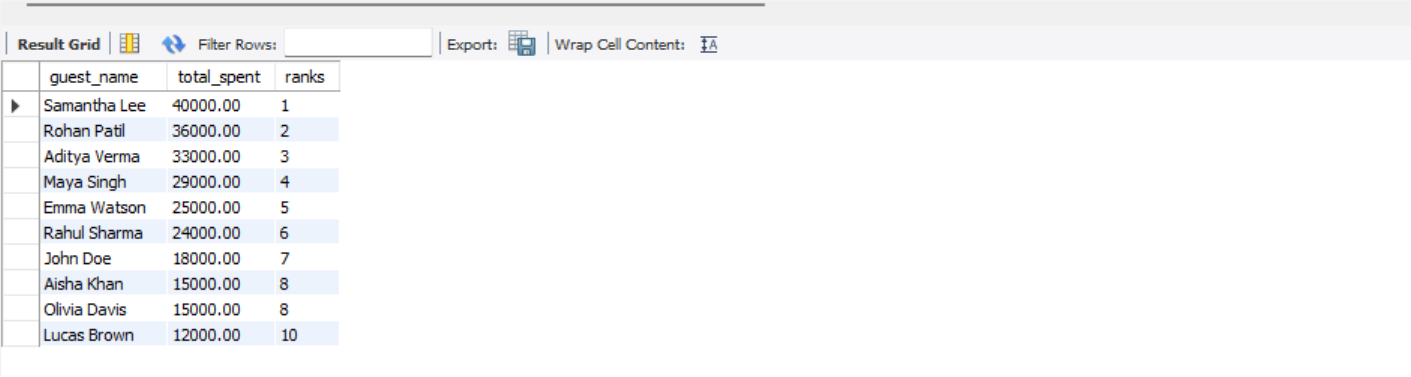 Result Grid Filter Rows: Export: Wrap Cell Content: IA
guest_name total_spent ranks
Samantha Lee 40000.00 1
Rohan Patil 36000.00 2
Aditya Verma 33000.00 3
Maya Singh 29000.00 4
Emma Watson 25000.00 5
Rahul Sharma 24000.00 6
John Doe 18000.00 7
Aisha Khan 15000.00 8
Olivia Davis 15000.00 8
Lucas Brown 12000.00 10